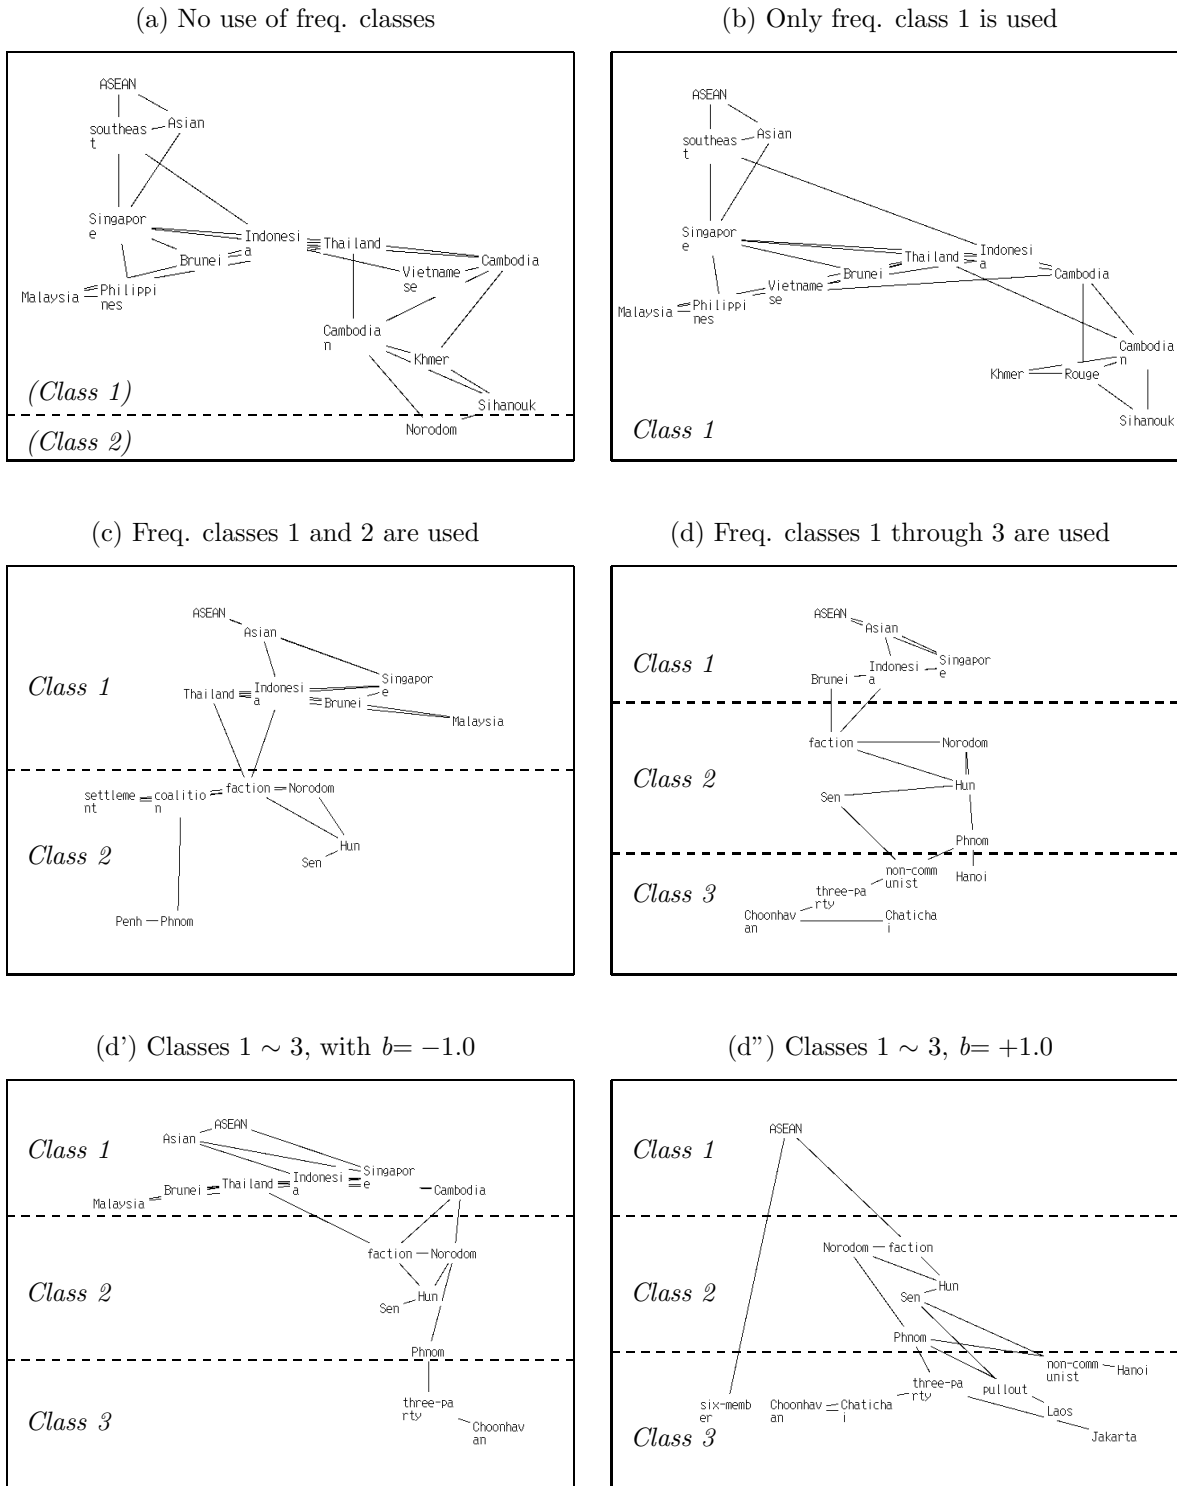 (a) No use of freq. classes
ASEAN
southeas
t
Asian
Singapor
e
Indonesi
a
Thailand
Brunei
Vietname
se
Cambodia
Malaysia
Philippi
nes
Cambodia
n
Khmer
Sihanouk
(Class 1)
Norodom
(Class 2)
(b) Only freq. class 1 is used
ASEAN
southeas
t
Asian
Singapor
e
Indonesi
a
Thailand
Brunei
Cambodia
Vietname
se
Philippi
nes
Malaysia
Cambodia
n
Khmer
Rouge
Sihanouk
Class 1
(c) Freq. classes 1 and 2 are used
ASEAN
Asian
Class 1
Singapor
e
Thailand
Indonesi
a
Brunei
Malaysia
settleme
nt
coalitio
n
faction
Norodom
Hun
Sen
Class 2
Penh
Phnom
(d) Freq. classes 1 through 3 are used
ASEAN
Asian
Class 1
Singapor
e
Indonesi
a
Brunei
faction
Norodom
Class 2
Hun
Sen
Phnom
non-comm
unist
Hanoi
Class 3
three-pa
rty
Choonhav
an
Chaticha
i
(d') Classes 1 ∼ 3, with b= −1.0
ASEAN
Asian
Class 1
Singapor
e
Indonesi
a
Thailand
Brunei
Malaysia
Cambodia
faction
Norodom
Class 2
Hun
Sen
Phnom
three-pa
rty
Class 3
Choonhav
an
(d”) Classes 1 ∼ 3, b= +1.0
ASEAN
Class 1
Norodom
faction
Hun
Class 2
Sen
Phnom
non-comm
unist
Hanoi
three-pa
rty
pullout
six-memb
er
Choonhav
an
Chaticha
i
Laos
Class 3
Jakarta